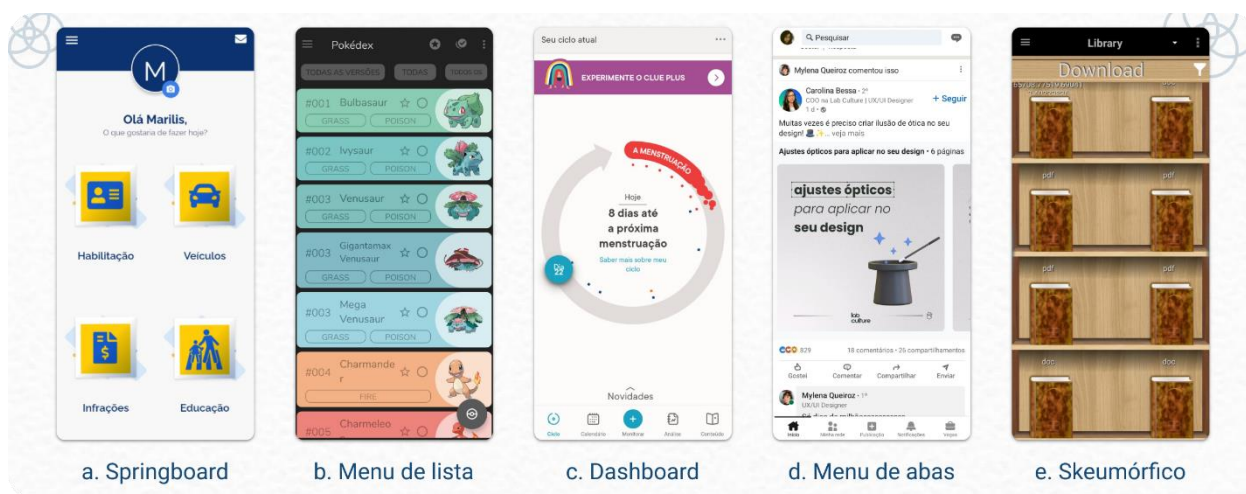 M
Olá Marilis,
O que gostaria de fazer hoje?
Habilitação
Veículos
Infrações
Educação
a. Springboard
Pokédex
TODAS AS VERSÕES
TODAS
#001 Bulbasaur
GRASS
POISON
#002 Ivysaur
GRASS
POISON
#003 Venusaur
GRASS
POISON
#003 Gigantamax
Venusaur
GRASS
POISON
#003 Mega
Venusaur
GRASS
POISON
#004 Charmande
r
FIRE
#005 Charmeleo
b. Menu de lista
Seu ciclo atual
EXPERIMENTE O CLUE PLUS
A MENSTRUAÇÃO
Hoje
8 dias até
a próxima
menstruação
Saber mais sobre meu
ciclo
Dia
22
Novidades
Ciclo
Calendário
Monitorar
Análise
Conteúdo
c. Dashboard
Pesquisar
Mylena Queiroz comentou isso
Carolina Bessa • 2º
COO na Lab Culture | UX/UI Designer
1 d •
+ Seguir
Muitas vezes é preciso criar ilusão de ótica no seu
design! ... veja mais
Ajustes ópticos para aplicar no seu design • 6 páginas
ajustes ópticos
para aplicar no
seu design
lab
culture
829
18 comentários • 25 compartilhamentos
Gostei
Comentar
Compartilhar
Enviar
Mylena Queiroz • 1º
UX/UI Designer
Início
Minha rede
Publicação
Notificações
Vagas
d. Menu de abas
Library
Download
doc
pdf
pdf
pdf
pdf
doc
doc
e. Skeumórfico